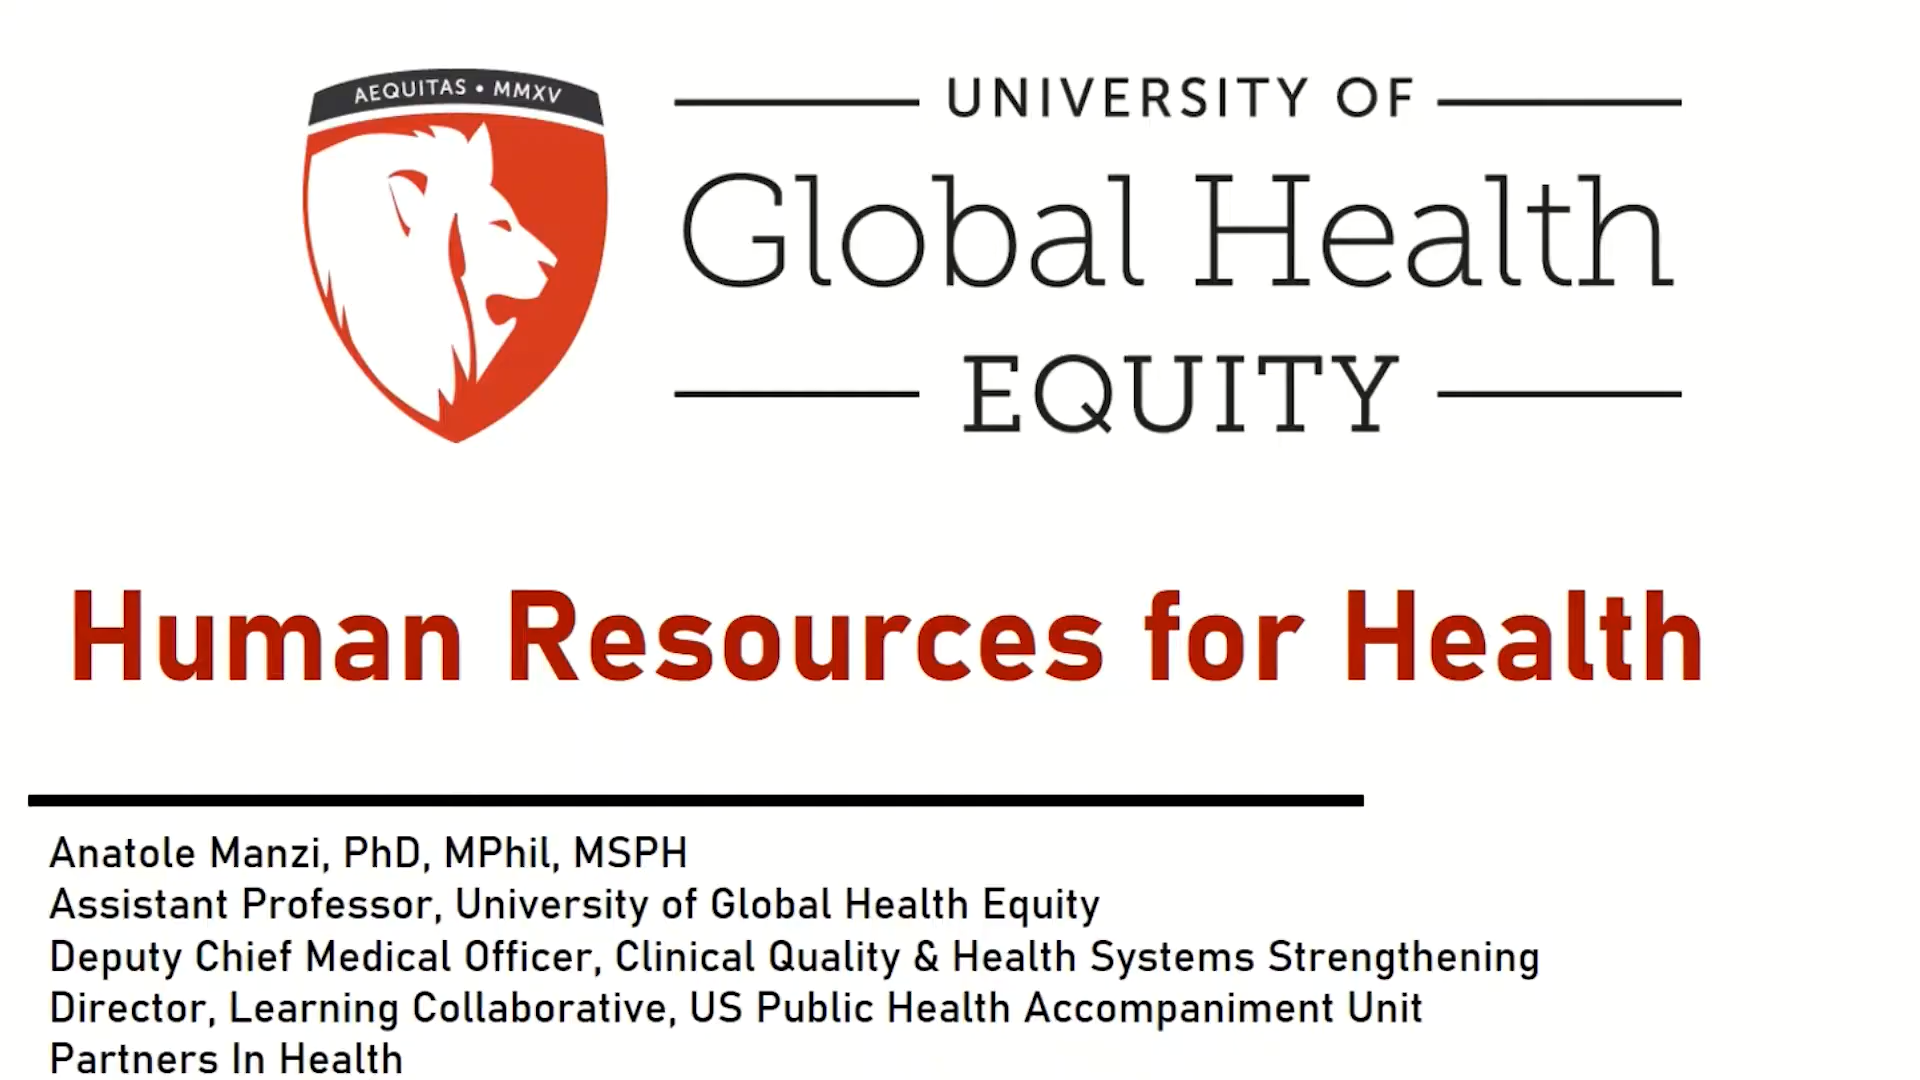 AEQUITAS • MMXV
UNIVERSITY OF
Global Health
EQUITY
Human Resources for Health
Anatole Manzi, PhD, MPhil, MSPH
Assistant Professor, University of Global Health Equity
Deputy Chief Medical Officer, Clinical Quality & Health Systems Strengthening
Director, Learning Collaborative, US Public Health Accompaniment Unit
Partners In Health